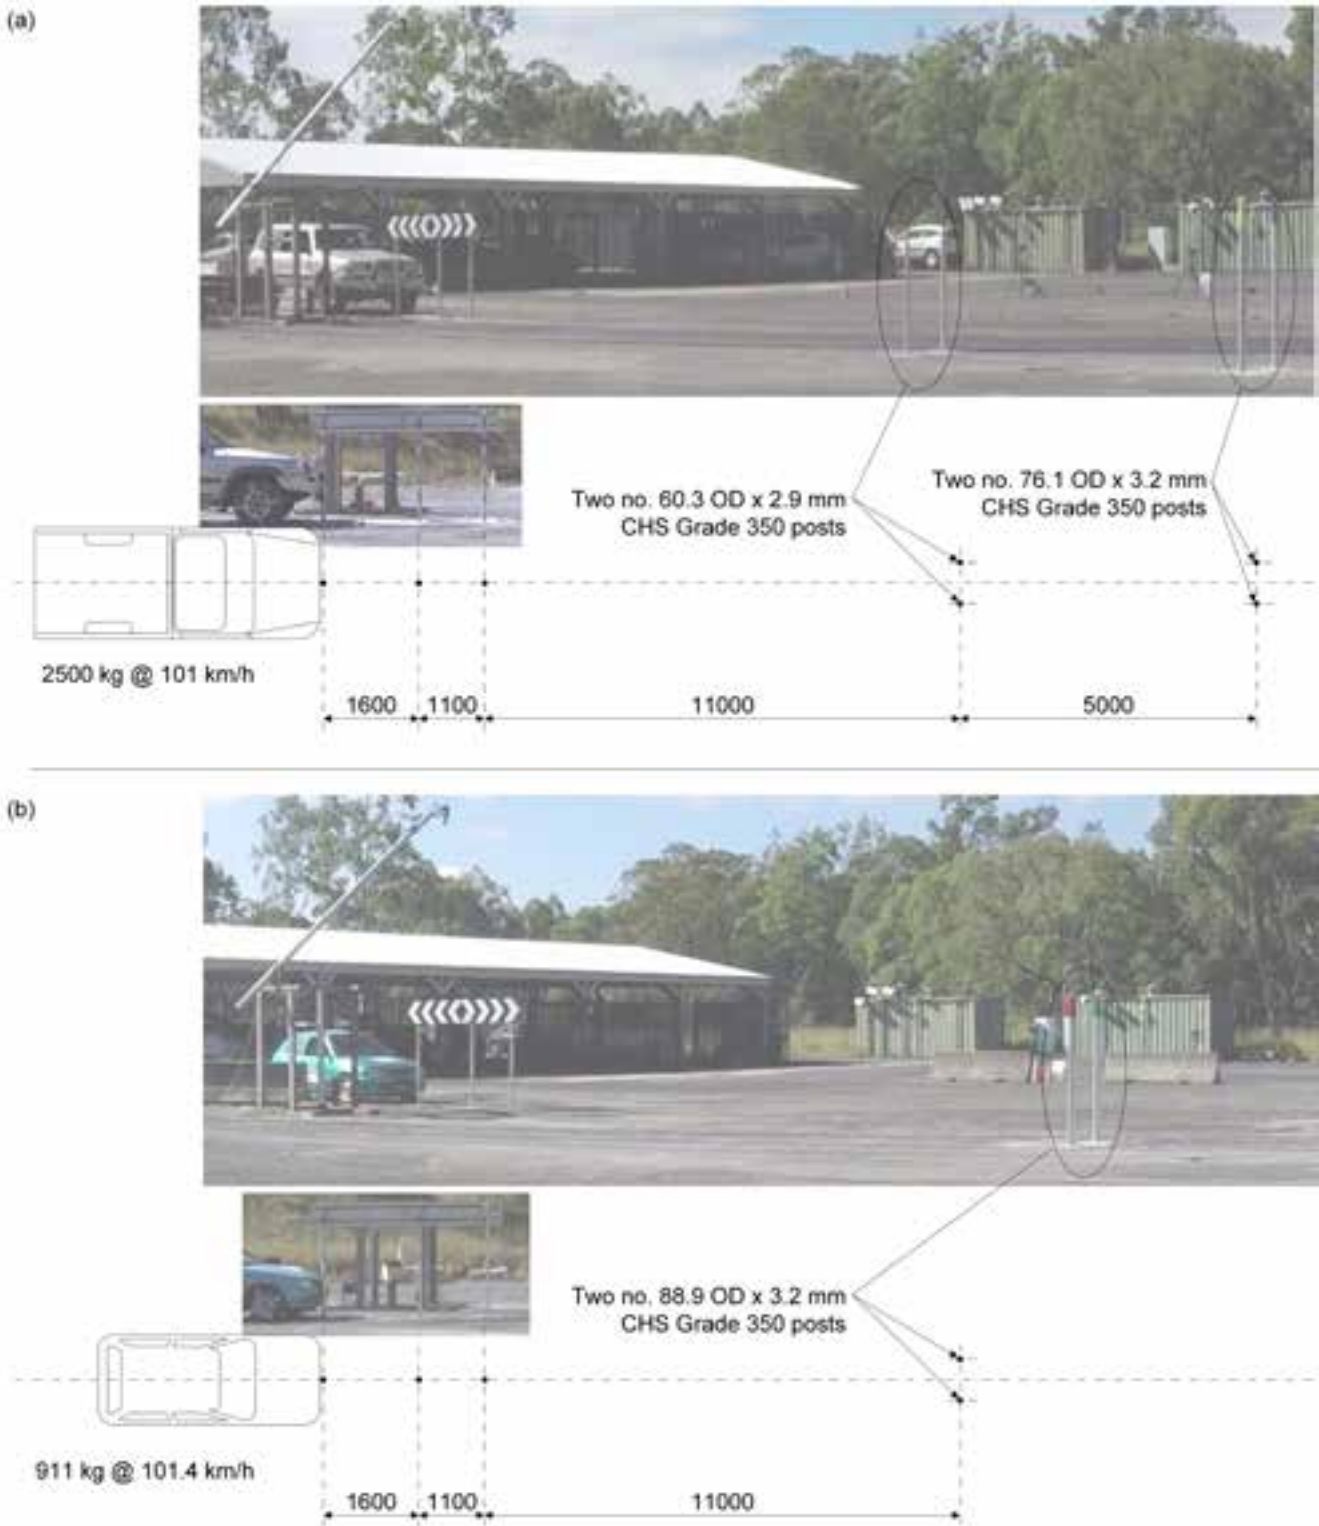 (a)
Two no. 60.3 OD x 2.9 mm
CHS Grade 350 posts
Two no. 76.1 OD x 3.2 mm
CHS Grade 350 posts
2500 kg @ 101 km/h
1600
1100
11000
5000
(b)
Two no. 88.9 OD x 3.2 mm
CHS Grade 350 posts
911 kg @ 101.4 km/h
1600
1100
11000